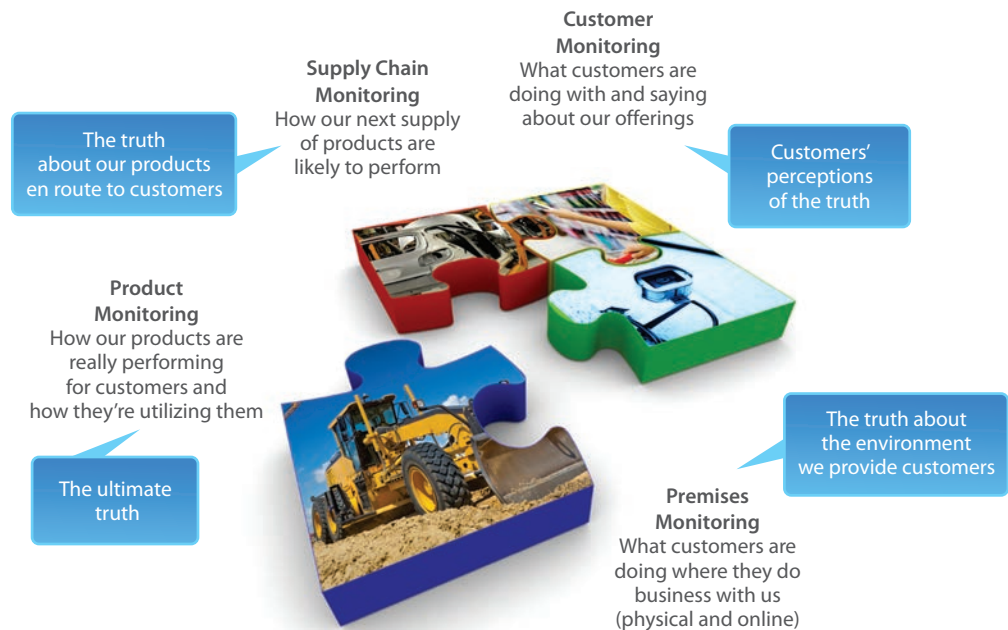 Customer
Monitoring
What customers are
doing with and saying
about our offerings
Supply Chain
Monitoring
How our next supply
of products are
likely to perform
The truth
about our products
en route to customers
Customers’
perceptions
of the truth
Product
Monitoring
How our products are
really performing
for customers and
how they’re utilizing them
The ultimate
truth
The truth about
the environment
we provide customers
Premises
Monitoring
What customers are
doing where they do
business with us
(physical and online)